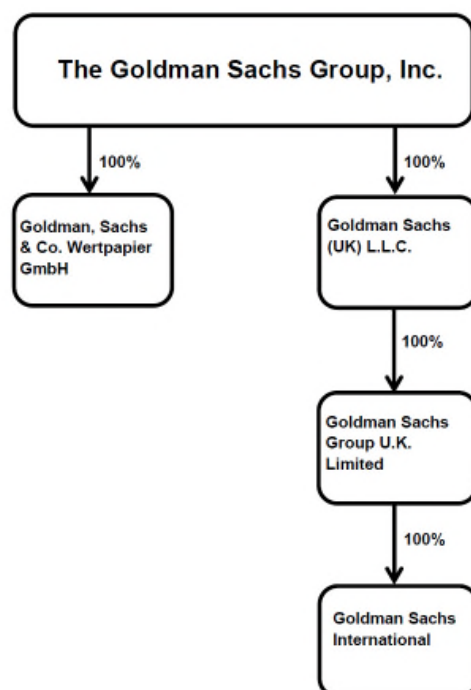 The Goldman Sachs Group, Inc.
100%
100%
Goldman, Sachs
& Co. Wertpapier
GmbH
Goldman Sachs
(UK) L.L.C.
100%
Goldman Sachs
Group U.K.
Limited
100%
Goldman Sachs
International